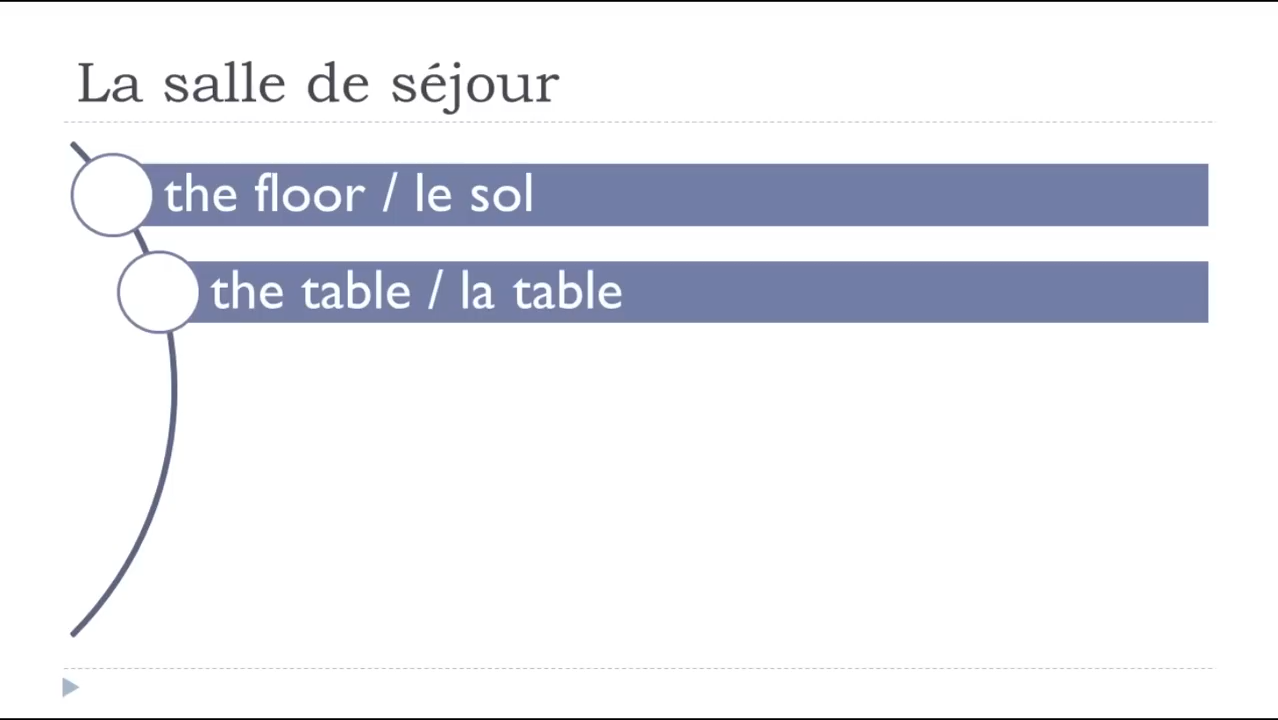 La salle de séjour
the floor / le sol
the table / la table